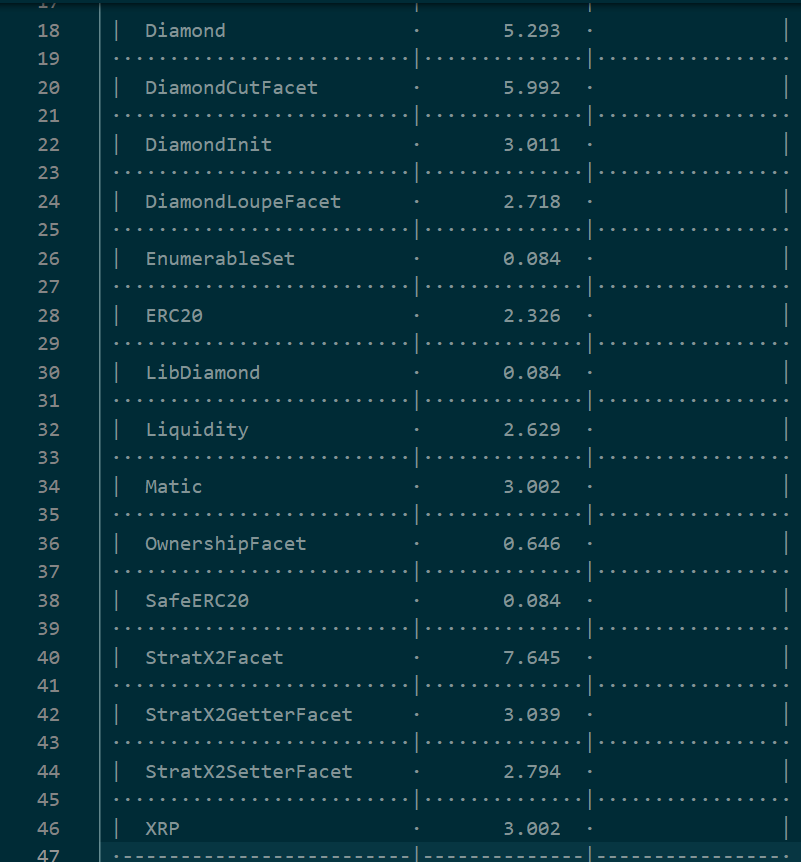 17
18 | Diamond · 5.293 · |
19 ··························|··············|·················
20 | DiamondCutFacet · 5.992 · |
21 ··························|··············|·················
22 | DiamondInit · 3.011 · |
23 ··························|··············|·················
24 | DiamondLoupeFacet · 2.718 · |
25 ··························|··············|·················
26 | EnumerableSet · 0.084 · |
27 ··························|··············|·················
28 | ERC20 · 2.326 · |
29 ··························|··············|·················
30 | LibDiamond · 0.084 · |
31 ··························|··············|·················
32 | Liquidity · 2.629 · |
33 ··························|··············|·················
34 | Matic · 3.002 · |
35 ··························|··············|·················
36 | OwnershipFacet · 0.646 · |
37 ··························|··············|·················
38 | SafeERC20 · 0.084 · |
39 ··························|··············|·················
40 | StratX2Facet · 7.645 · |
41 ··························|··············|·················
42 | StratX2GetterFacet · 3.039 · |
43 ··························|··············|·················
44 | StratX2SetterFacet · 2.794 · |
45 ··························|··············|·················
46 | XRP · 3.002 · |
47 ·-------------------------|--------------|----------------·